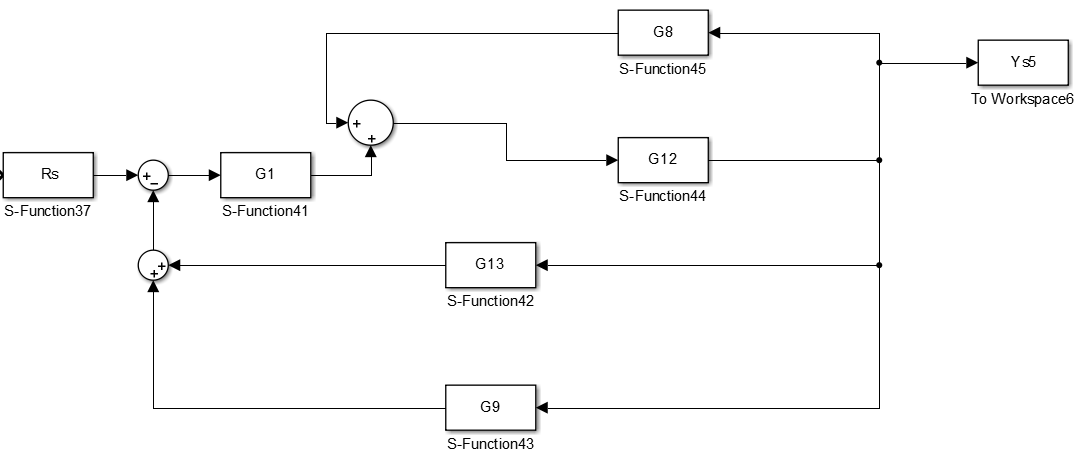 G8
S-Function45
Ys5
To Workspace6
+
+
G12
S-Function44
Rs
S-Function37
+
−
G1
S-Function41
G13
S-Function42
+
+
G9
S-Function43